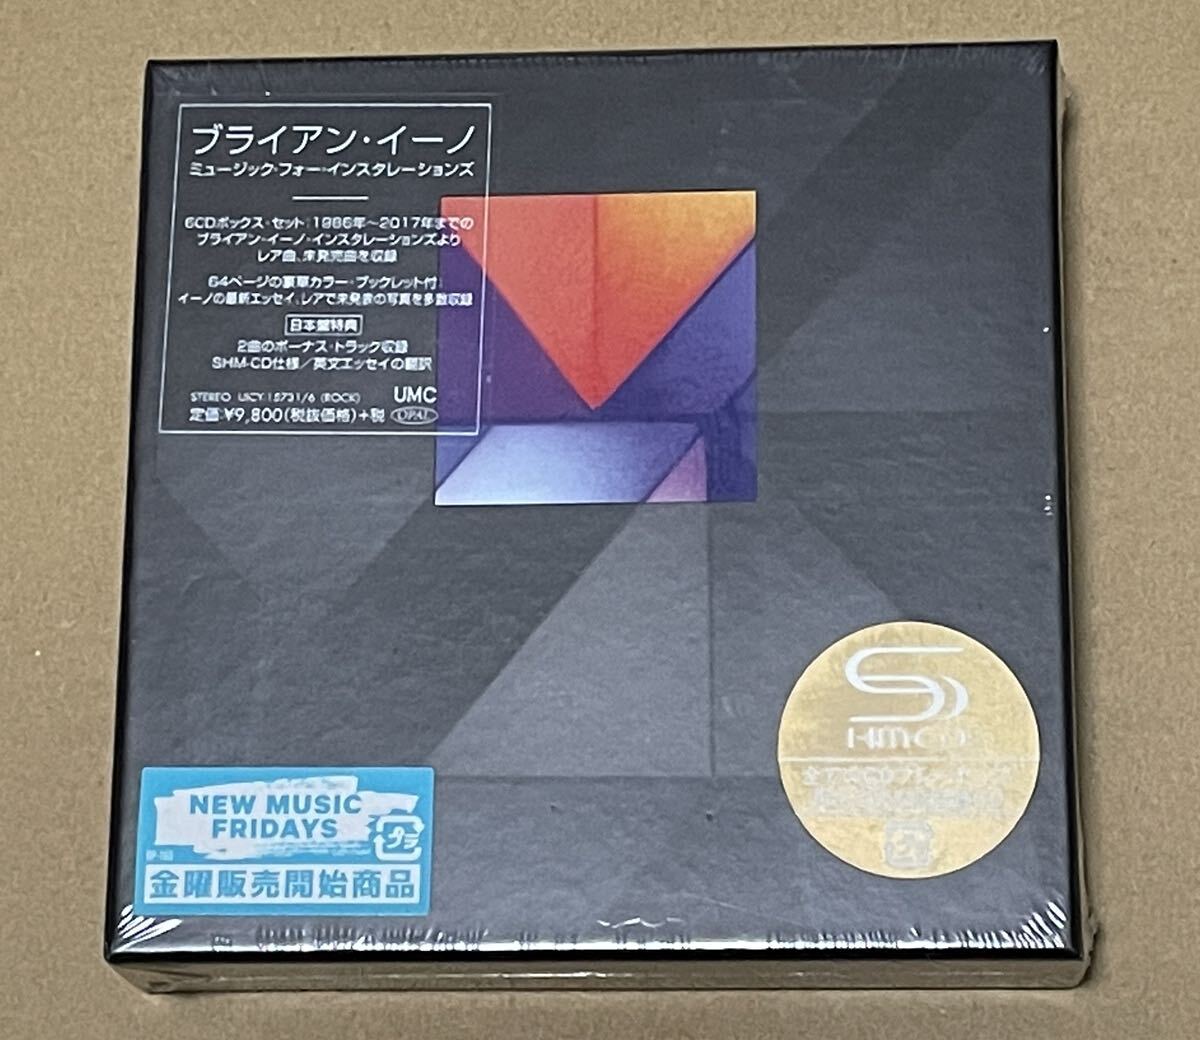 ブライアン・イーノ
ミュージック・フォー・インスタレーションズ
6CDボックス・セット:1986年～2017年までの
ブライアン・イーノ・インスタレーションズより
レア曲、未発売曲を収録
64ページの豪華カラー・ブックレット付:
イーノの最新エッセイ、レアで未発表の写真を多数収録
日本盤特典
2曲のボーナス・トラック収録
SHM-CD仕様／英文エッセイの翻訳
STEREO UICY-15731/6 (ROCK)
UMC
定価:¥9,800(税抜価格)+税
OPAL
HM CD
NEW MUSIC
FRIDAYS
プラ
金曜販売開始商品